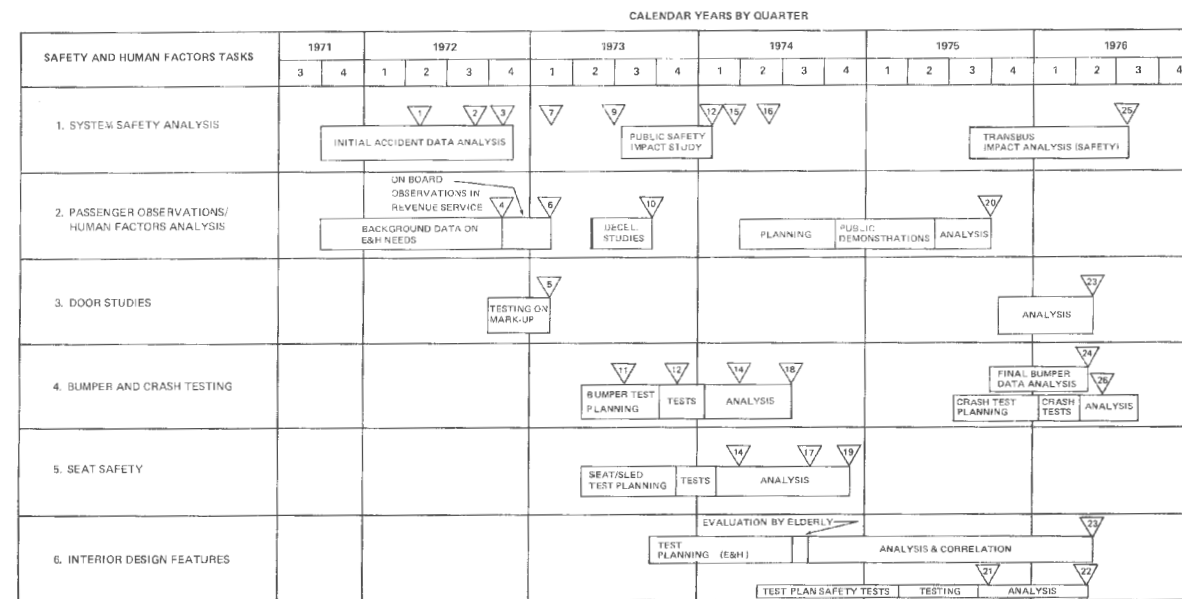 CALENDAR YEARS BY QUARTER
SAFETY AND HUMAN FACTORS TASKS
1971 1972 1973 1974 1975 1976
3 4 1 2 3 4 1 2 3 4 1 2 3 4 1 2 3 4 1 2 3 4
1. SYSTEM SAFETY ANALYSIS
1 2 3 7 9 12 15 16 25
INITIAL ACCIDENT DATA ANALYSIS
PUBLIC SAFETY
IMPACT STUDY
TRANSBUS
IMPACT ANALYSIS (SAFETY)
2. PASSENGER OBSERVATIONS/
HUMAN FACTORS ANALYSIS
ON BOARD
OBSERVATIONS IN
REVENUE SERVICE
4 6 10 20
BACKGROUND DATA ON
E&H NEEDS
DECEL.
STUDIES
PLANNING
PUBLIC
DEMONSTRATIONS
ANALYSIS
3. DOOR STUDIES
5 23
TESTING ON
MARK-UP
ANALYSIS
4. BUMPER AND CRASH TESTING
11 12 14 18 24
BUMPER TEST
PLANNING
TESTS
ANALYSIS
FINAL BUMPER
DATA ANALYSIS
26
CRASH TEST
PLANNING
CRASH
TESTS
ANALYSIS
5. SEAT SAFETY
14 17 19
SEAT/SLED
TEST PLANNING
TESTS
ANALYSIS
6. INTERIOR DESIGN FEATURES
EVALUATION BY ELDERLY
23
TEST
PLANNING (E&H)
ANALYSIS & CORRELATION
21 22
TEST PLAN SAFETY TESTS
TESTING
ANALYSIS